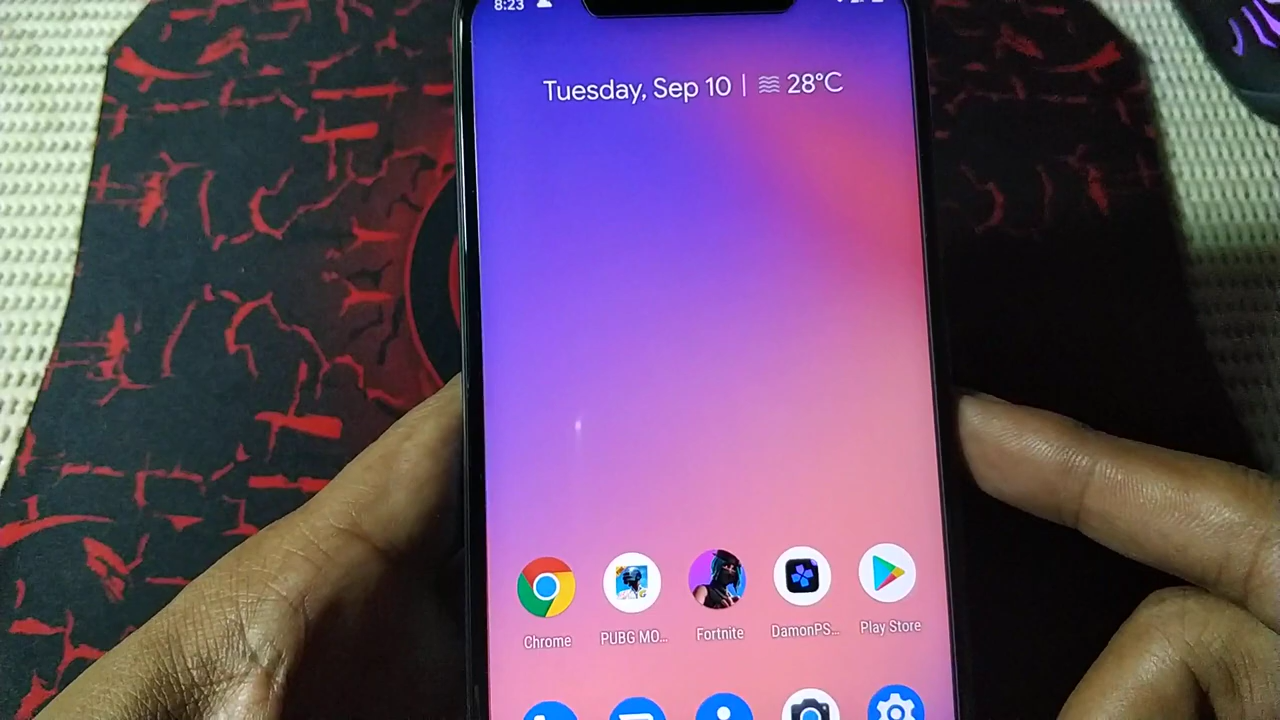 8:23
Tuesday, Sep 10 | 28°C
Chrome
PUBG MO...
Fortnite
DamonPS...
Play Store